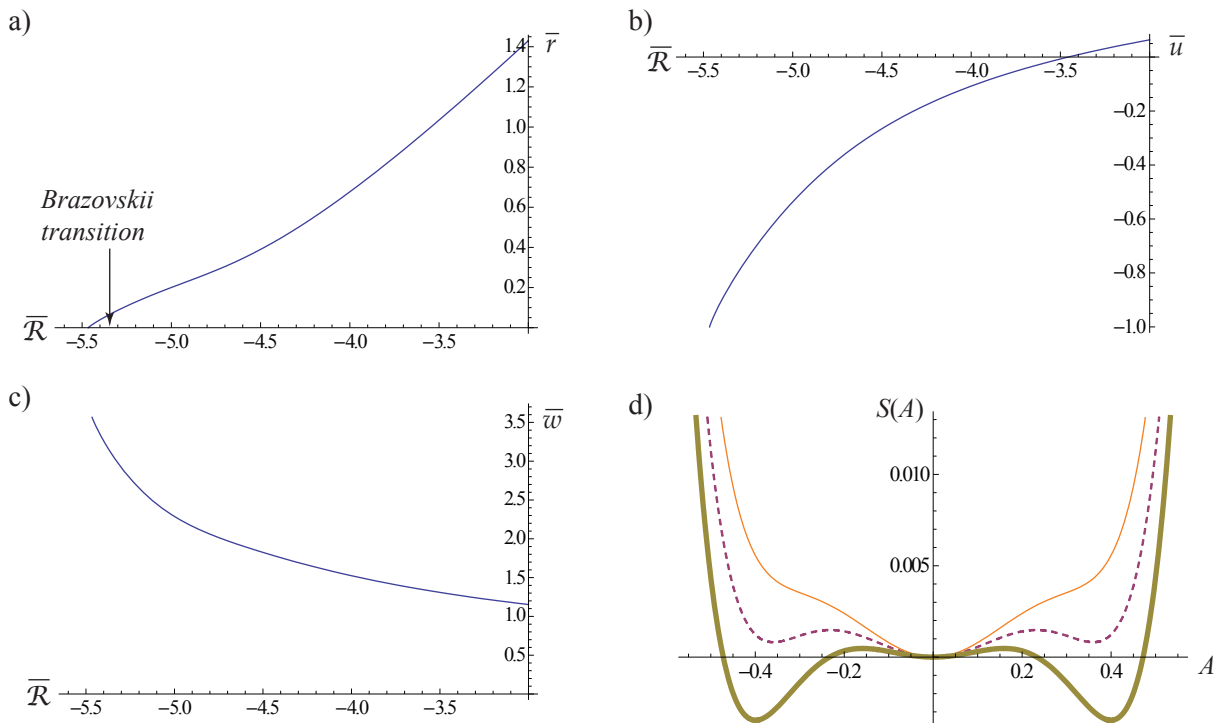 a)
r̅
1.4
1.2
1.0
0.8
0.6
0.4
0.2
Brazovskii
transition
ℛ̅
−5.5 −5.0 −4.5 −4.0 −3.5
b)
u̅
ℛ̅
−5.5 −5.0 −4.5 −4.0 −3.5
−0.2
−0.4
−0.6
−0.8
−1.0
c)
w̅
3.5
3.0
2.5
2.0
1.5
1.0
0.5
ℛ̅
−5.5 −5.0 −4.5 −4.0 −3.5
d)
S(A)
0.010
0.005
−0.4 −0.2 0.2 0.4
A